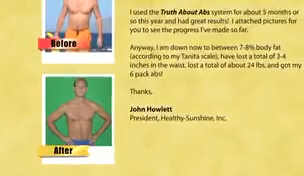 I used the Truth About Abs system for about 5 months or
so this year and had great results! I attached pictures for
you to see the progress I've made so far.
Before
Anyway, I am down now to between 7-8% body fat
(according to my Tanita scale), have lost a total of 3-4
inches in the waist, lost a total of about 24 lbs, and got my
6 pack abs!
Thanks,
John Howlett
President, Healthy-Sunshine, Inc.
After